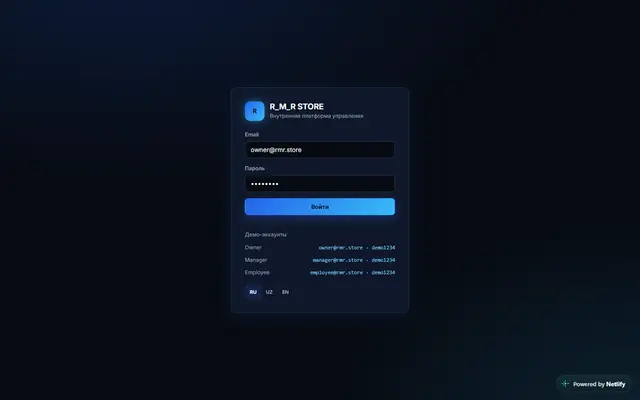 R
R_M_R STORE
Внутренняя платформа управления
Email
owner@rmr.store
Пароль
••••••••
Войти
Демо-аккаунты
Owner owner@rmr.store · demo1234
Manager manager@rmr.store · demo1234
Employee employee@rmr.store · demo1234
RU UZ EN
Powered by Netlify